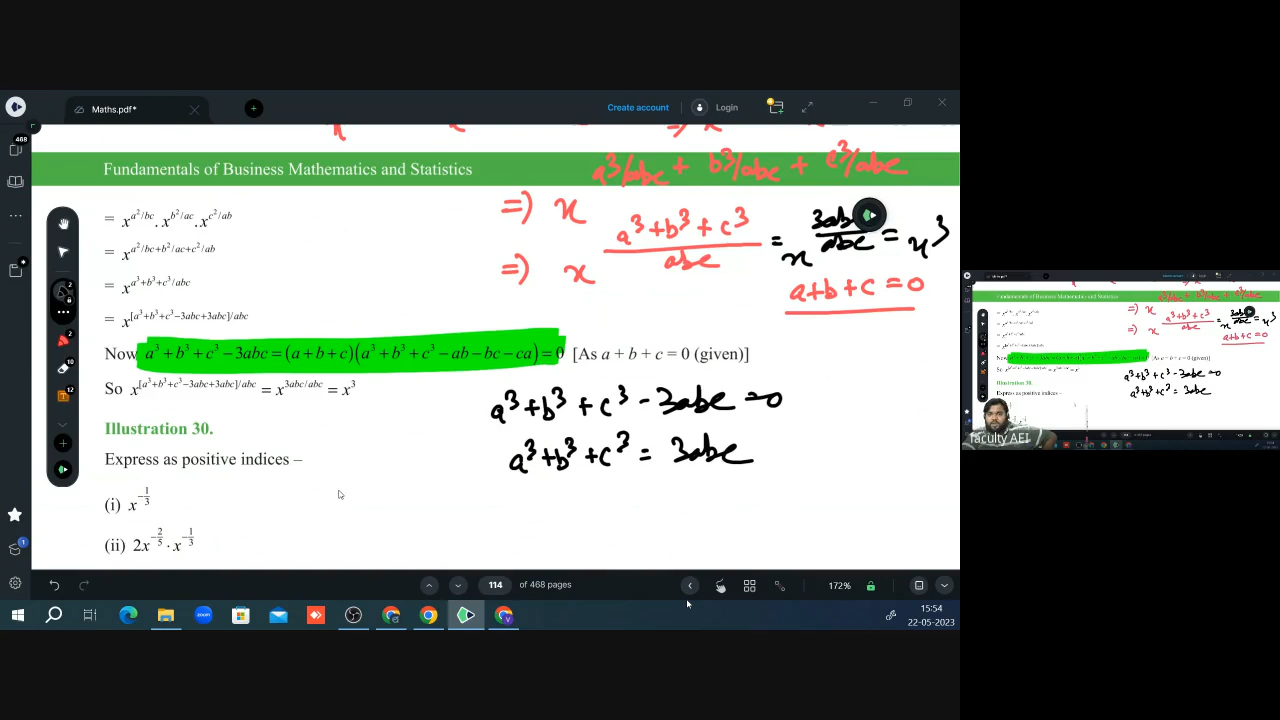 Maths.pdf*
Create account
Login
468
Fundamentals of Business Mathematics and Statistics
a³/abc + b³/abc + c³/abc
= x^{a²/bc} . x^{b²/ac} . x^{c²/ab}
⇒ x
= x^{a²/bc+b²/ac+c²/ab}
⇒ x^{(a³+b³+c³)/abc} = x^{3abc/abc} = x³
= x^{a³+b³+c³/abc}
a+b+c=0
= x^{[a³+b³+c³−3abc+3abc]/abc}
Now a³ + b³ + c³ − 3abc = (a + b + c)(a³ + b³ + c³ − ab − bc − ca) = 0 [As a + b + c = 0 (given)]
So x^{[a³+b³+c³−3abc+3abc]/abc} = x^{3abc/abc} = x³
a³+b³+c³-3abc=0
a³+b³+c³ = 3abc
Illustration 30.
Express as positive indices –
(i) x^{−1/3}
(ii) 2x^{−2/5} · x^{−1/3}
114 of 468 pages
172%
15:54
22-05-2023
faculty AEI